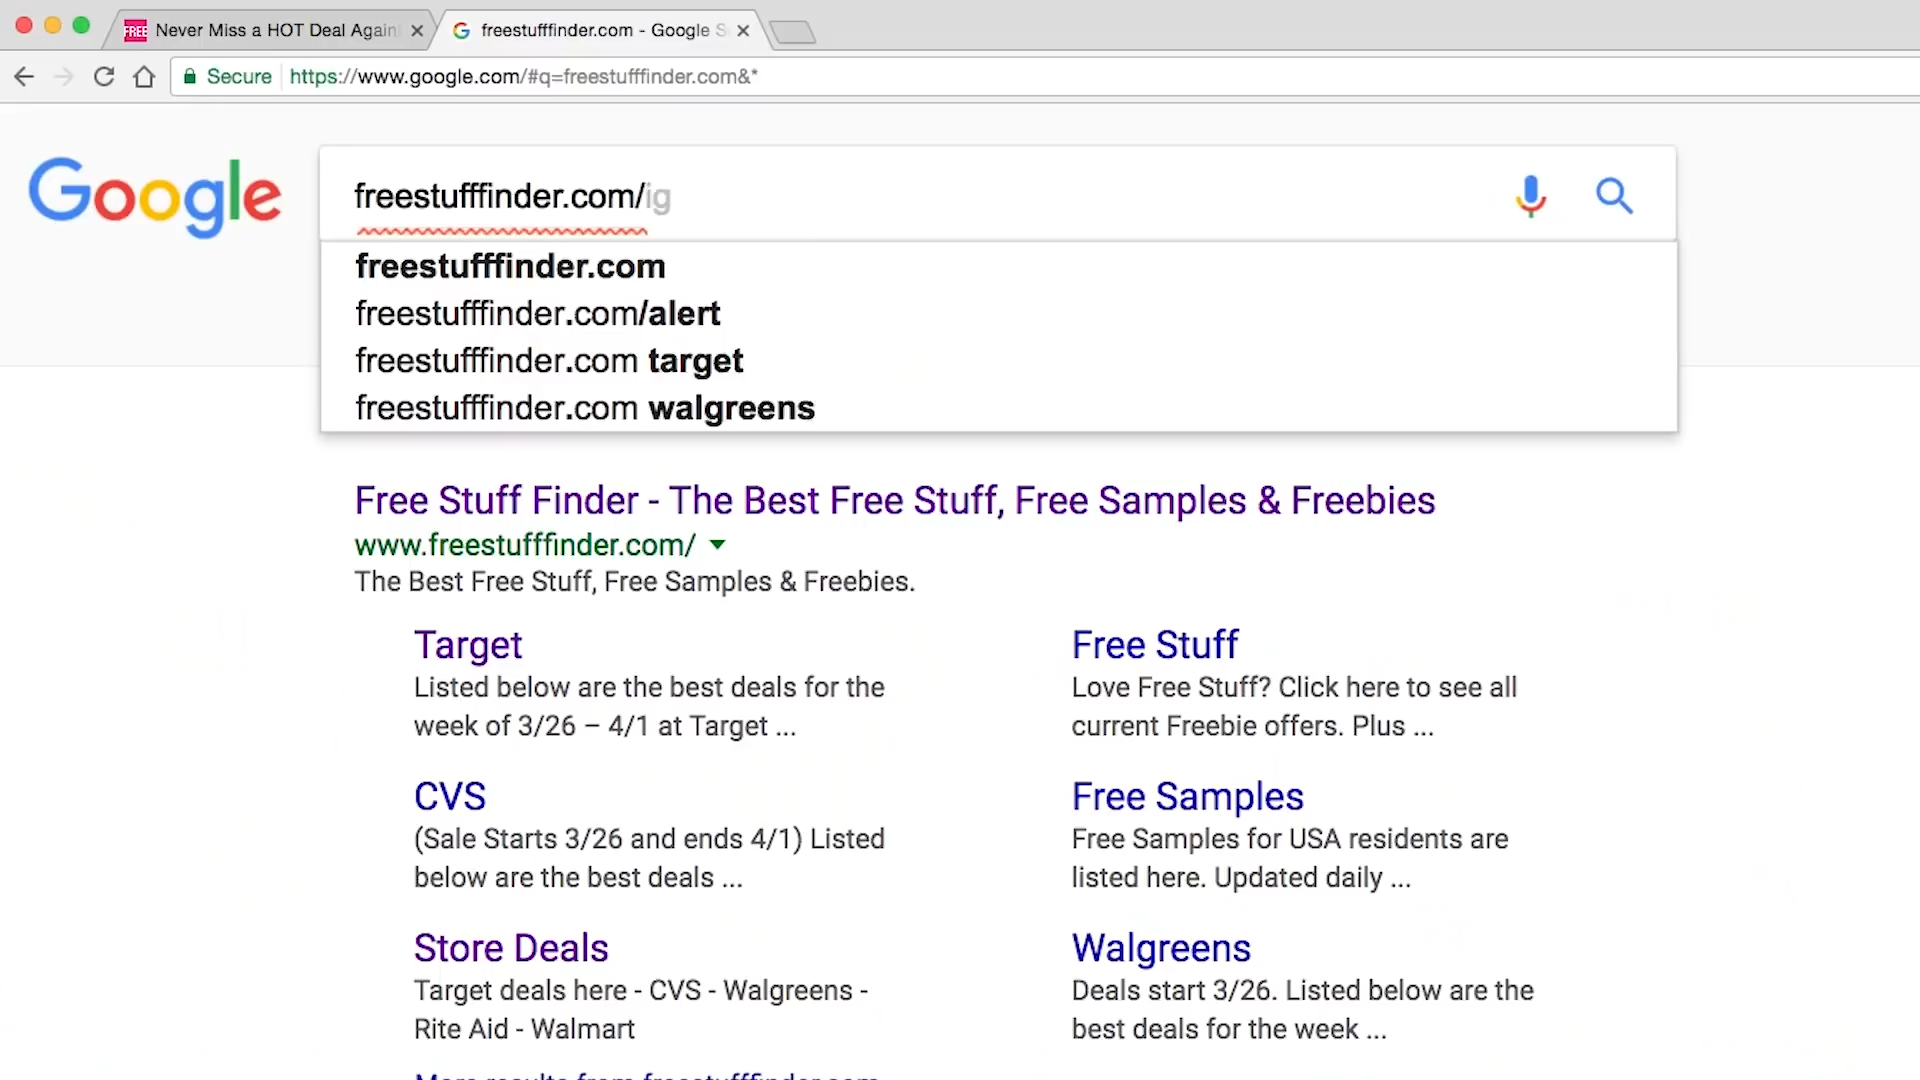 FREE Never Miss a HOT Deal Again
freestufffinder.com - Google S
Secure https://www.google.com/#q=freestufffinder.com&*
Google
freestufffinder.com/ig
freestufffinder.com
freestufffinder.com/alert
freestufffinder.com target
freestufffinder.com walgreens
Free Stuff Finder - The Best Free Stuff, Free Samples & Freebies
www.freestufffinder.com/
The Best Free Stuff, Free Samples & Freebies.
Target
Listed below are the best deals for the
week of 3/26 – 4/1 at Target ...
Free Stuff
Love Free Stuff? Click here to see all
current Freebie offers. Plus ...
CVS
(Sale Starts 3/26 and ends 4/1) Listed
below are the best deals ...
Free Samples
Free Samples for USA residents are
listed here. Updated daily ...
Store Deals
Target deals here - CVS - Walgreens -
Rite Aid - Walmart
Walgreens
Deals start 3/26. Listed below are the
best deals for the week ...
More results from freestufffinder.com